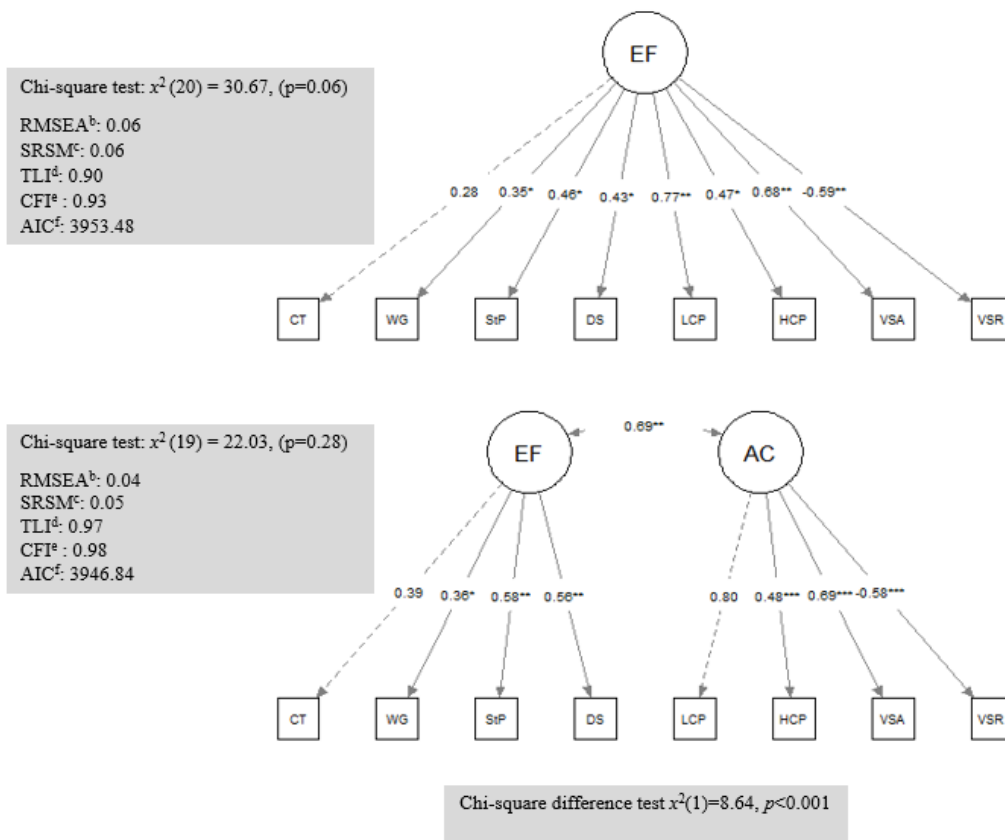 EF
Chi-square test: x² (20) = 30.67, (p=0.06)
RMSEAᵇ: 0.06
SRSMᶜ: 0.06
TLIᵈ: 0.90
CFIᵉ : 0.93
AICᶠ: 3953.48
0.28 0.35* 0.46* 0.43* 0.77** 0.47* 0.68** -0.59**
CT WG StP DS LCP HCP VSA VSR
Chi-square test: x² (19) = 22.03, (p=0.28)
RMSEAᵇ: 0.04
SRSMᶜ: 0.05
TLIᵈ: 0.97
CFIᵉ : 0.98
AICᶠ: 3946.84
EF 0.69** AC
0.39 0.36* 0.58** 0.56** 0.80 0.48*** 0.69*** -0.58***
CT WG StP DS LCP HCP VSA VSR
Chi-square difference test x²(1)=8.64, p<0.001